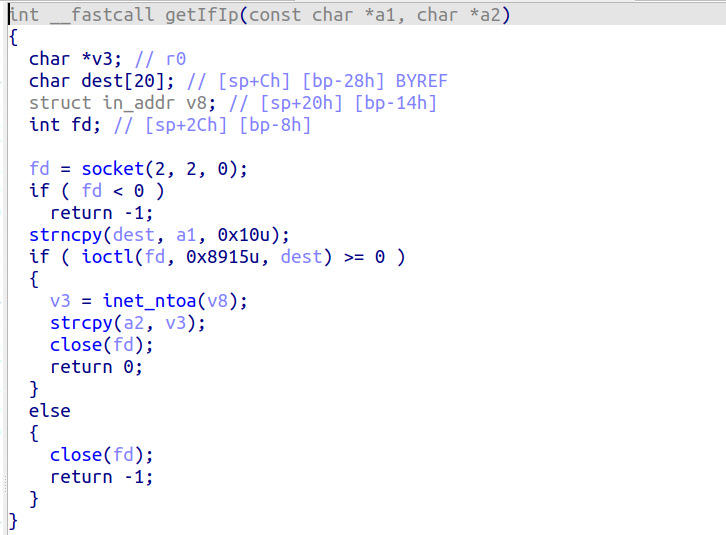 int __fastcall getIfIp(const char *a1, char *a2)
{
  char *v3; // r0
  char dest[20]; // [sp+Ch] [bp-28h] BYREF
  struct in_addr v8; // [sp+20h] [bp-14h]
  int fd; // [sp+2Ch] [bp-8h]

  fd = socket(2, 2, 0);
  if ( fd < 0 )
    return -1;
  strncpy(dest, a1, 0x10u);
  if ( ioctl(fd, 0x8915u, dest) >= 0 )
  {
    v3 = inet_ntoa(v8);
    strcpy(a2, v3);
    close(fd);
    return 0;
  }
  else
  {
    close(fd);
    return -1;
  }
}